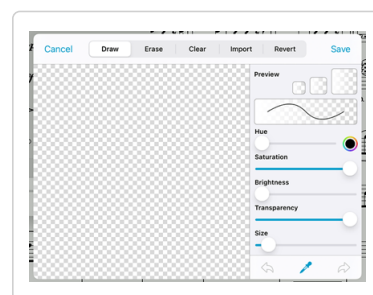 Cancel Draw Erase Clear Import Revert Save
Preview
Hue
Saturation
Brightness
Transparency
Size